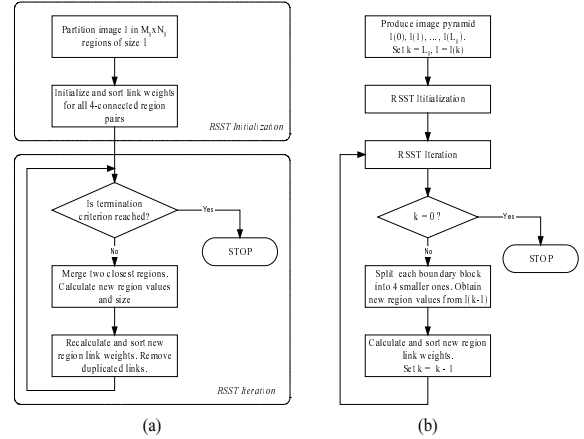 Partition image I in MIxNI
regions of size 1
Initialize and sort link weights
for all 4-connected region
pairs
RSST Initialization
Is termination
criterion reached?
Yes
STOP
No
Merge two closest regions.
Calculate new region values
and size
Recalculate and sort new
region link weights. Remove
duplicated links.
RSST Iteration
(a)
Produce image pyramid
I(0), I(1), ..., I(L ).
Set k = L , I = I(k)
RSST Ititialization
RSST Iteration
k = 0 ?
Yes
STOP
No
Split each boundary block
into 4 smaller ones. Obtain
new region values from I(k-1)
Calculate and sort new region
link weights.
Set k = k - 1
(b)